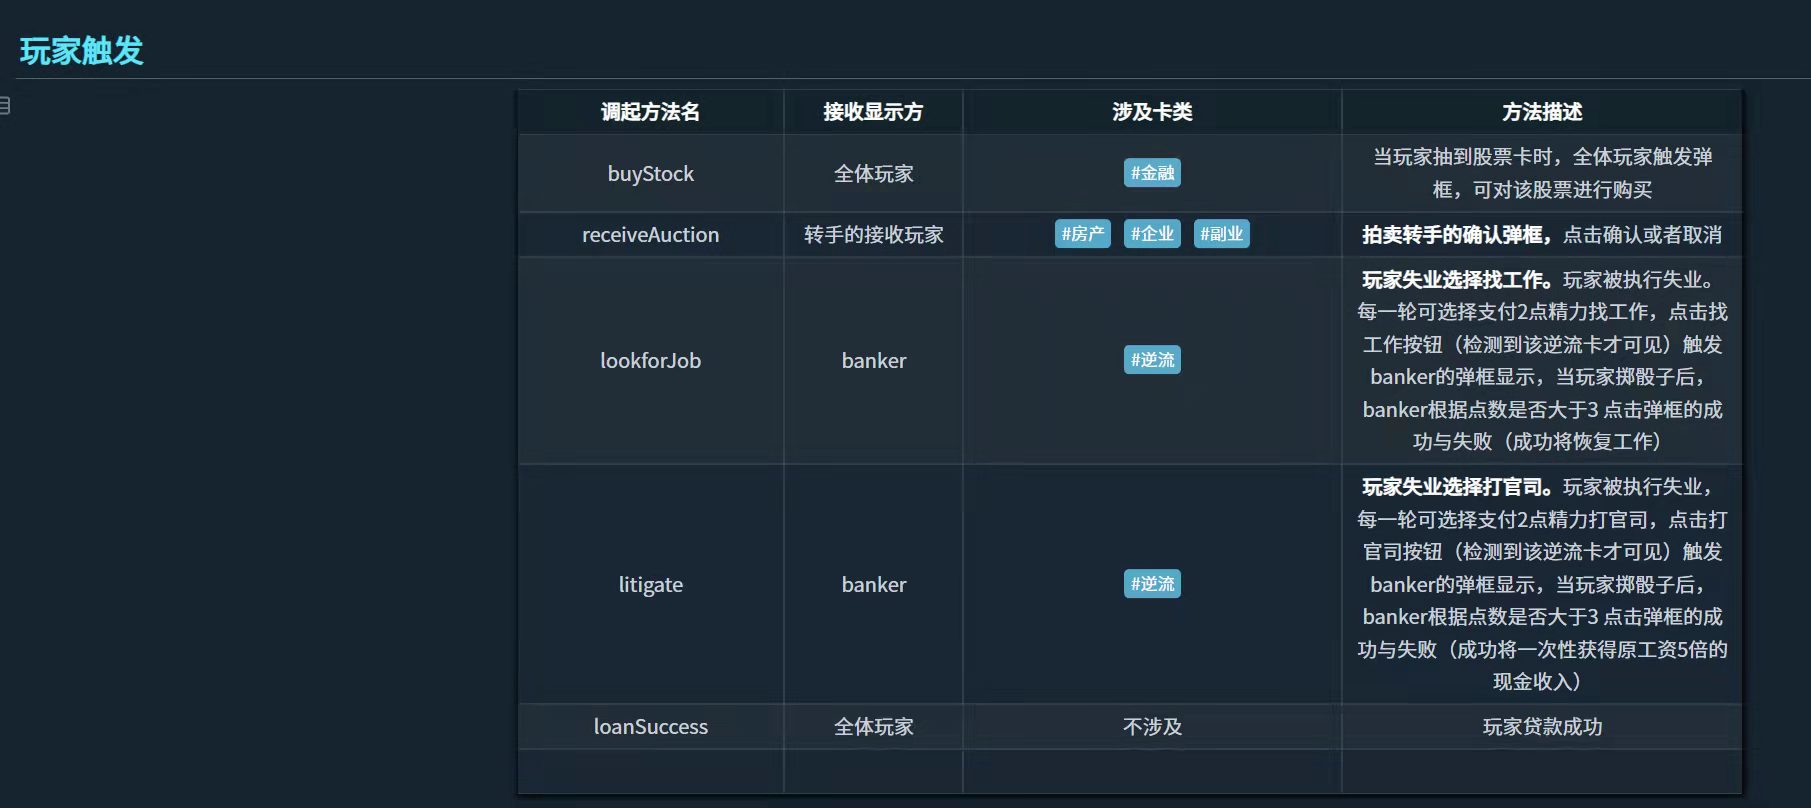 玩家触发
调起方法名 接收显示方 涉及卡类 方法描述
buyStock 全体玩家 #金融 当玩家抽到股票卡时，全体玩家触发弹
框，可对该股票进行购买
receiveAuction 转手的接收玩家 #房产 #企业 #副业 拍卖转手的确认弹框，点击确认或者取消
lookforJob banker #逆流 玩家失业选择找工作。玩家被执行失业。
每一轮可选择支付2点精力找工作，点击找
工作按钮（检测到该逆流卡才可见）触发
banker的弹框显示，当玩家掷骰子后，
banker根据点数是否大于3 点击弹框的成
功与失败（成功将恢复工作）
litigate banker #逆流 玩家失业选择打官司。玩家被执行失业，
每一轮可选择支付2点精力打官司，点击打
官司按钮（检测到该逆流卡才可见）触发
banker的弹框显示，当玩家掷骰子后，
banker根据点数是否大于3 点击弹框的成
功与失败（成功将一次性获得原工资5倍的
现金收入）
loanSuccess 全体玩家 不涉及 玩家贷款成功